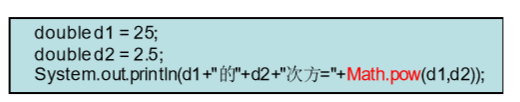 double d1 = 25;
double d2 = 2.5;
System.out.println(d1+"的"+d2+"次方="+Math.pow(d1,d2));